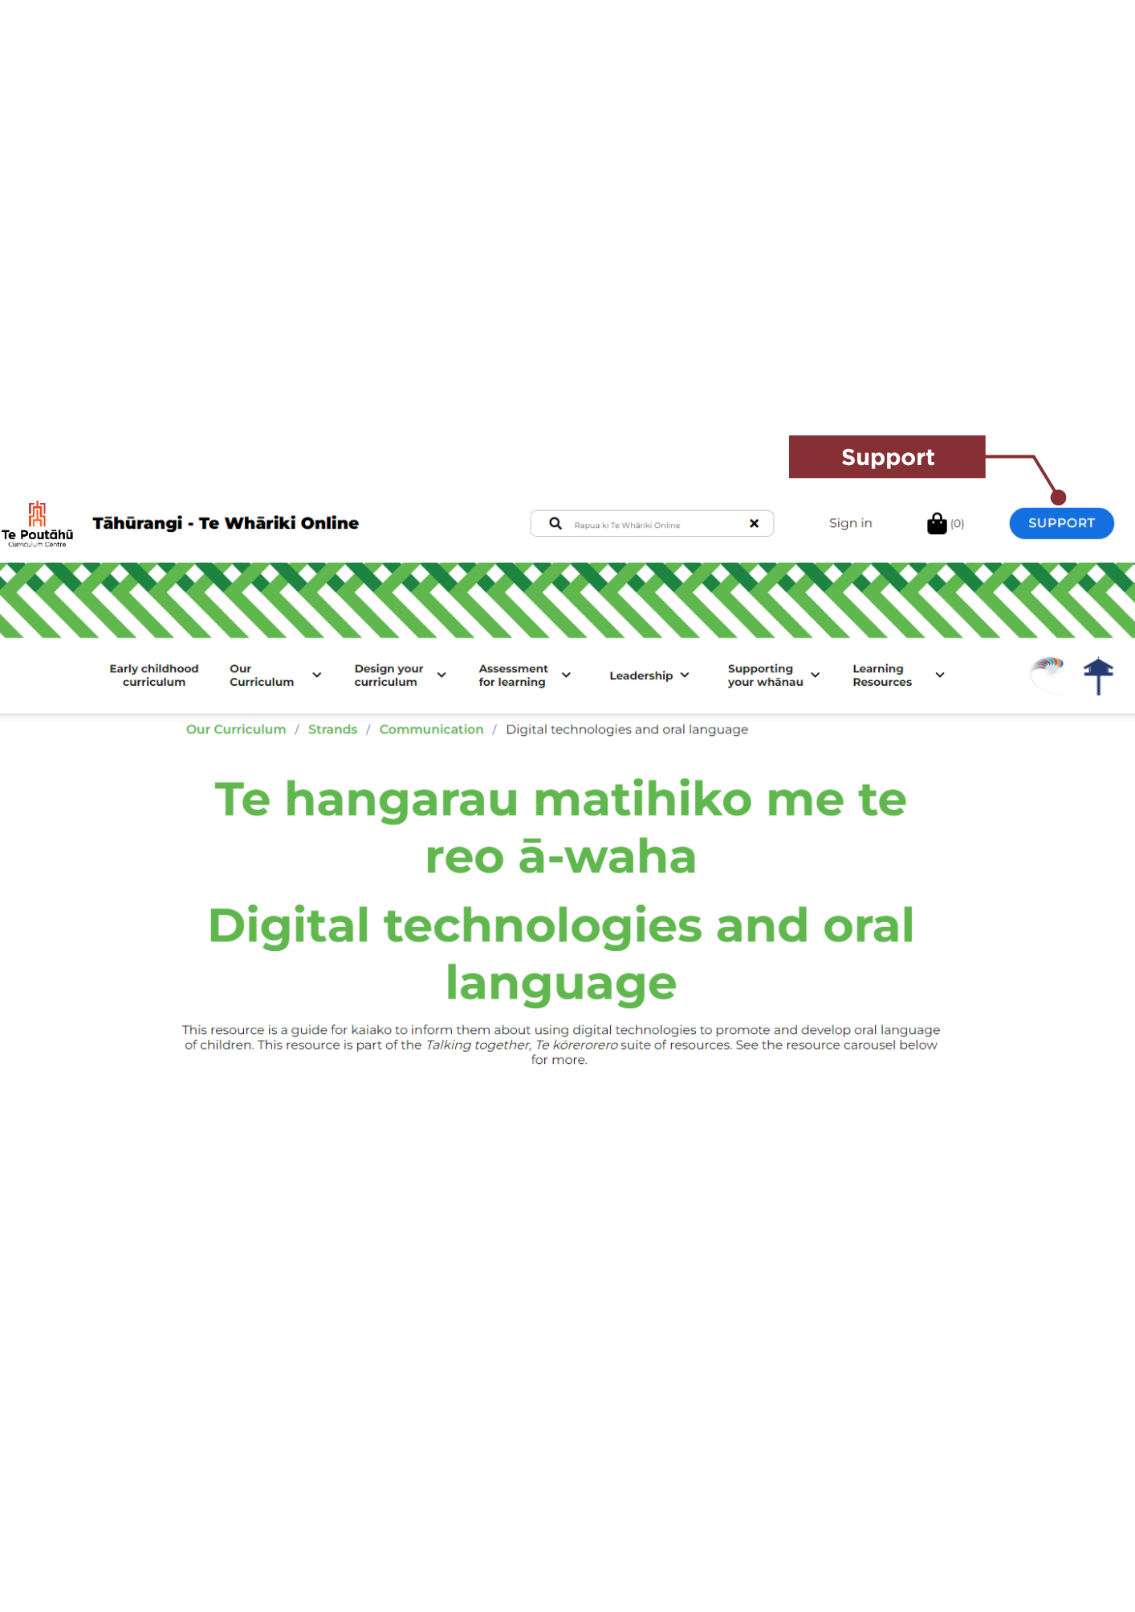 Support
Te Poutāhū
Curriculum Centre
Tāhūrangi - Te Whāriki Online
Rapua ki Te Whāriki Online
Sign in
(0)
SUPPORT
Early childhood
curriculum
Our
Curriculum
Design your
curriculum
Assessment
for learning
Leadership
Supporting
your whānau
Learning
Resources
Our Curriculum / Strands / Communication / Digital technologies and oral language
Te hangarau matihiko me te
reo ā-waha
Digital technologies and oral
language
This resource is a guide for kaiako to inform them about using digital technologies to promote and develop oral language
of children. This resource is part of the Talking together, Te kōrerorero suite of resources. See the resource carousel below
for more.